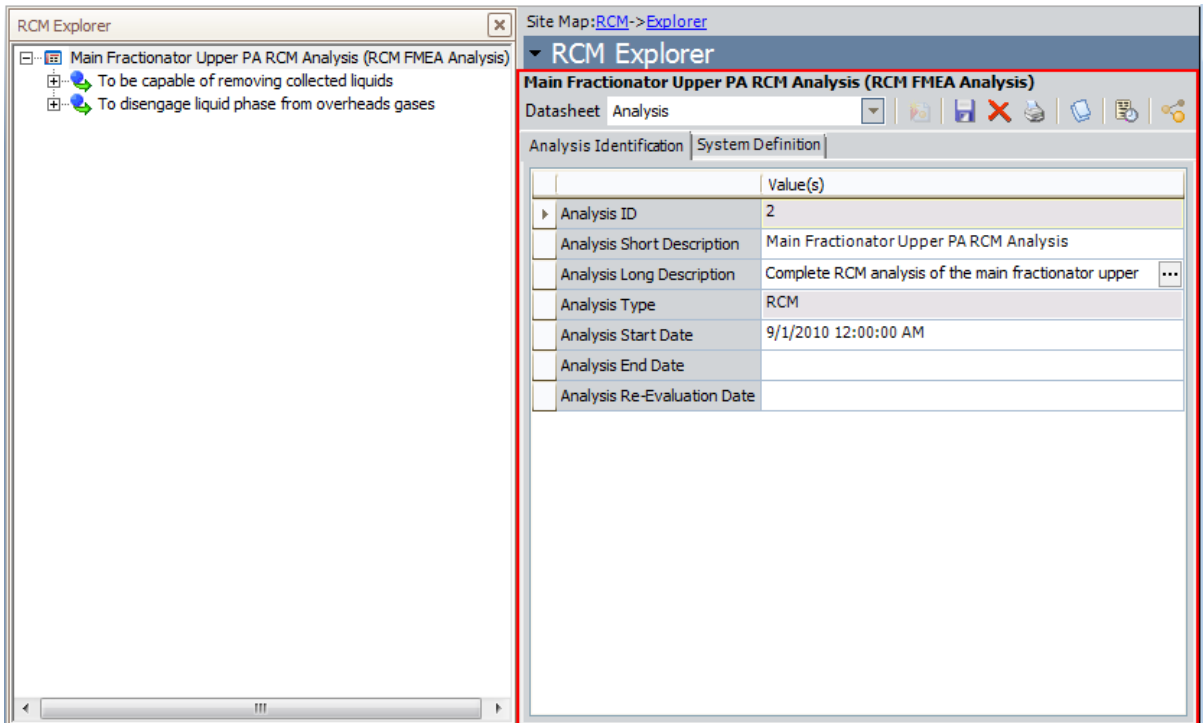 RCM Explorer
Main Fractionator Upper PA RCM Analysis (RCM FMEA Analysis)
To be capable of removing collected liquids
To disengage liquid phase from overheads gases
Site Map:RCM->Explorer
RCM Explorer
Main Fractionator Upper PA RCM Analysis (RCM FMEA Analysis)
Datasheet Analysis
Analysis Identification System Definition
Value(s)
Analysis ID 2
Analysis Short Description Main Fractionator Upper PA RCM Analysis
Analysis Long Description Complete RCM analysis of the main fractionator upper ...
Analysis Type RCM
Analysis Start Date 9/1/2010 12:00:00 AM
Analysis End Date
Analysis Re-Evaluation Date